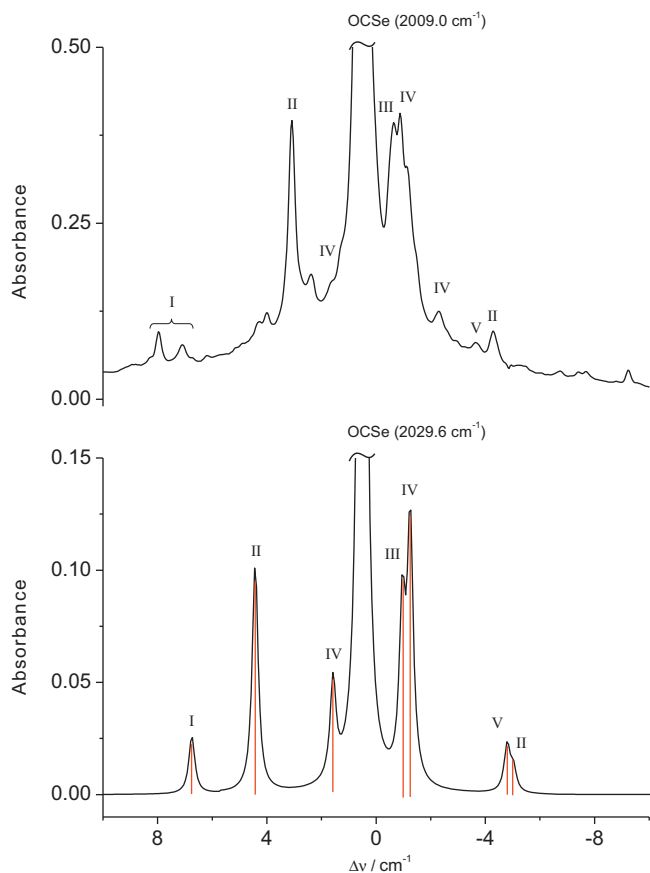 OCSe (2009.0 cm⁻¹)
0.50
0.25
0.00
Absorbance
I
II
IV
III
IV
IV
V
II
OCSe (2029.6 cm⁻¹)
0.15
0.10
0.05
0.00
Absorbance
I
II
IV
III
IV
V
II
8 4 0 -4 -8
Δν / cm⁻¹